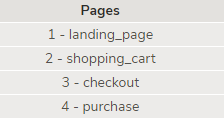 Pages
1 - landing_page
2 - shopping_cart
3 - checkout
4 - purchase